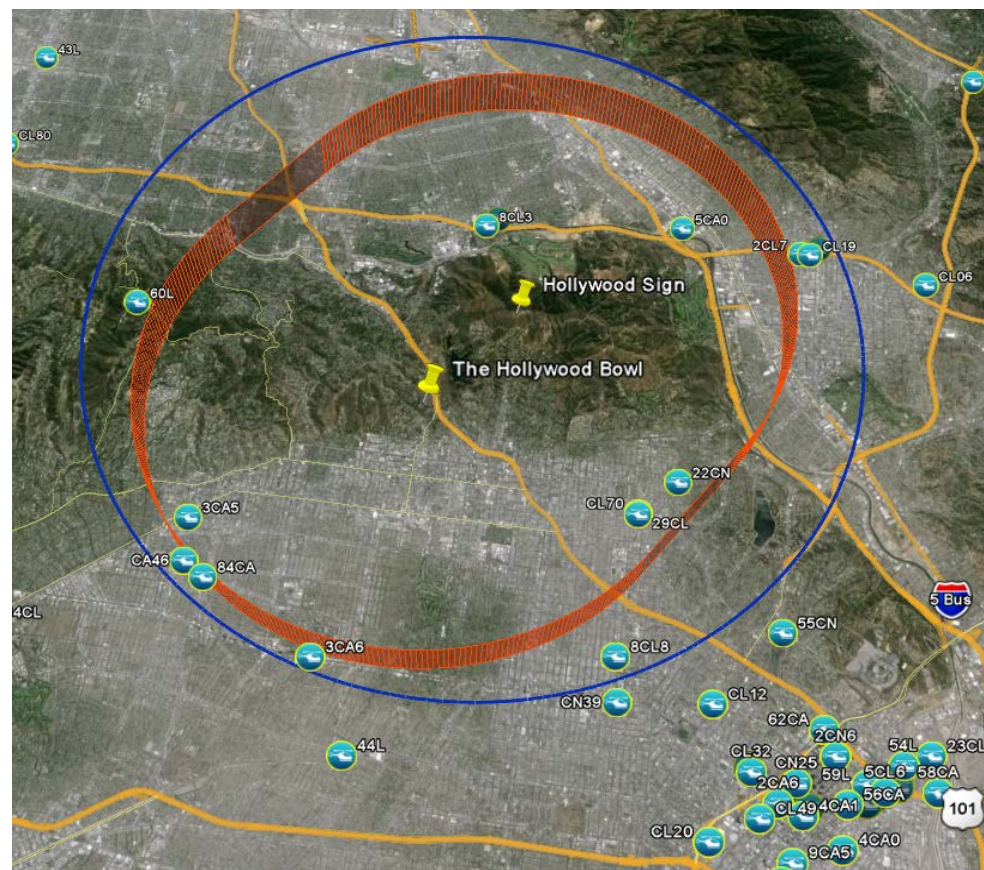 43L
CL80
8CL3
5CA0
2CL7
CL19
CL06
Hollywood Sign
60L
The Hollywood Bowl
22CN
CL70
29CL
3CA5
CA46
84CA
4CL
5 Bus
55CN
3CA6
8CL8
CN39
CL12
62CA
2CN6
44L
CL32
CN25
54L
23CL
59L
5CL6
58CA
2CA6
56CA
CL49
4CA1
101
CL20
4CA0
9CA5